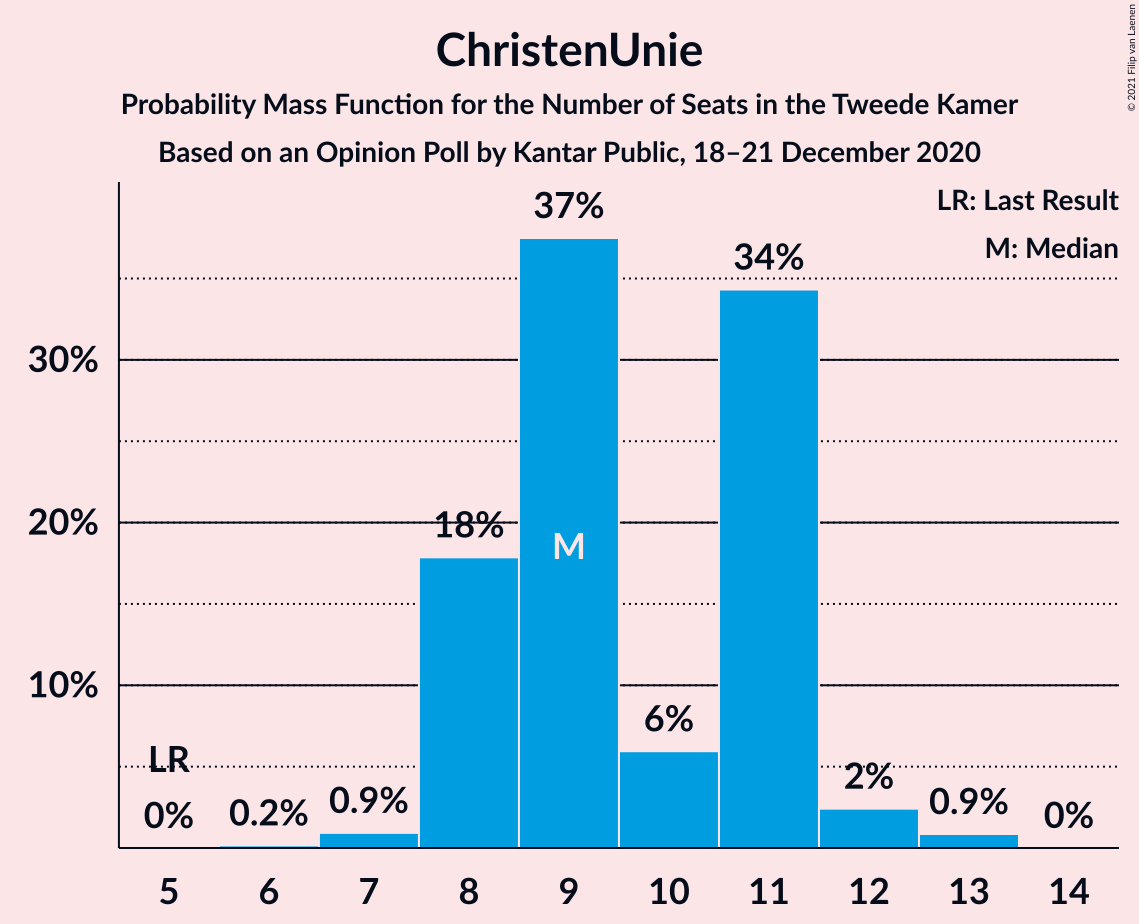 ChristenUnie
Probability Mass Function for the Number of Seats in the Tweede Kamer
Based on an Opinion Poll by Kantar Public, 18–21 December 2020
© 2021 Filip van Laenen
LR: Last Result
M: Median
37%
34%
30%
20%
18%
M
10%
6%
LR
0%
0.2%
0.9%
2%
0.9%
0%
5 6 7 8 9 10 11 12 13 14